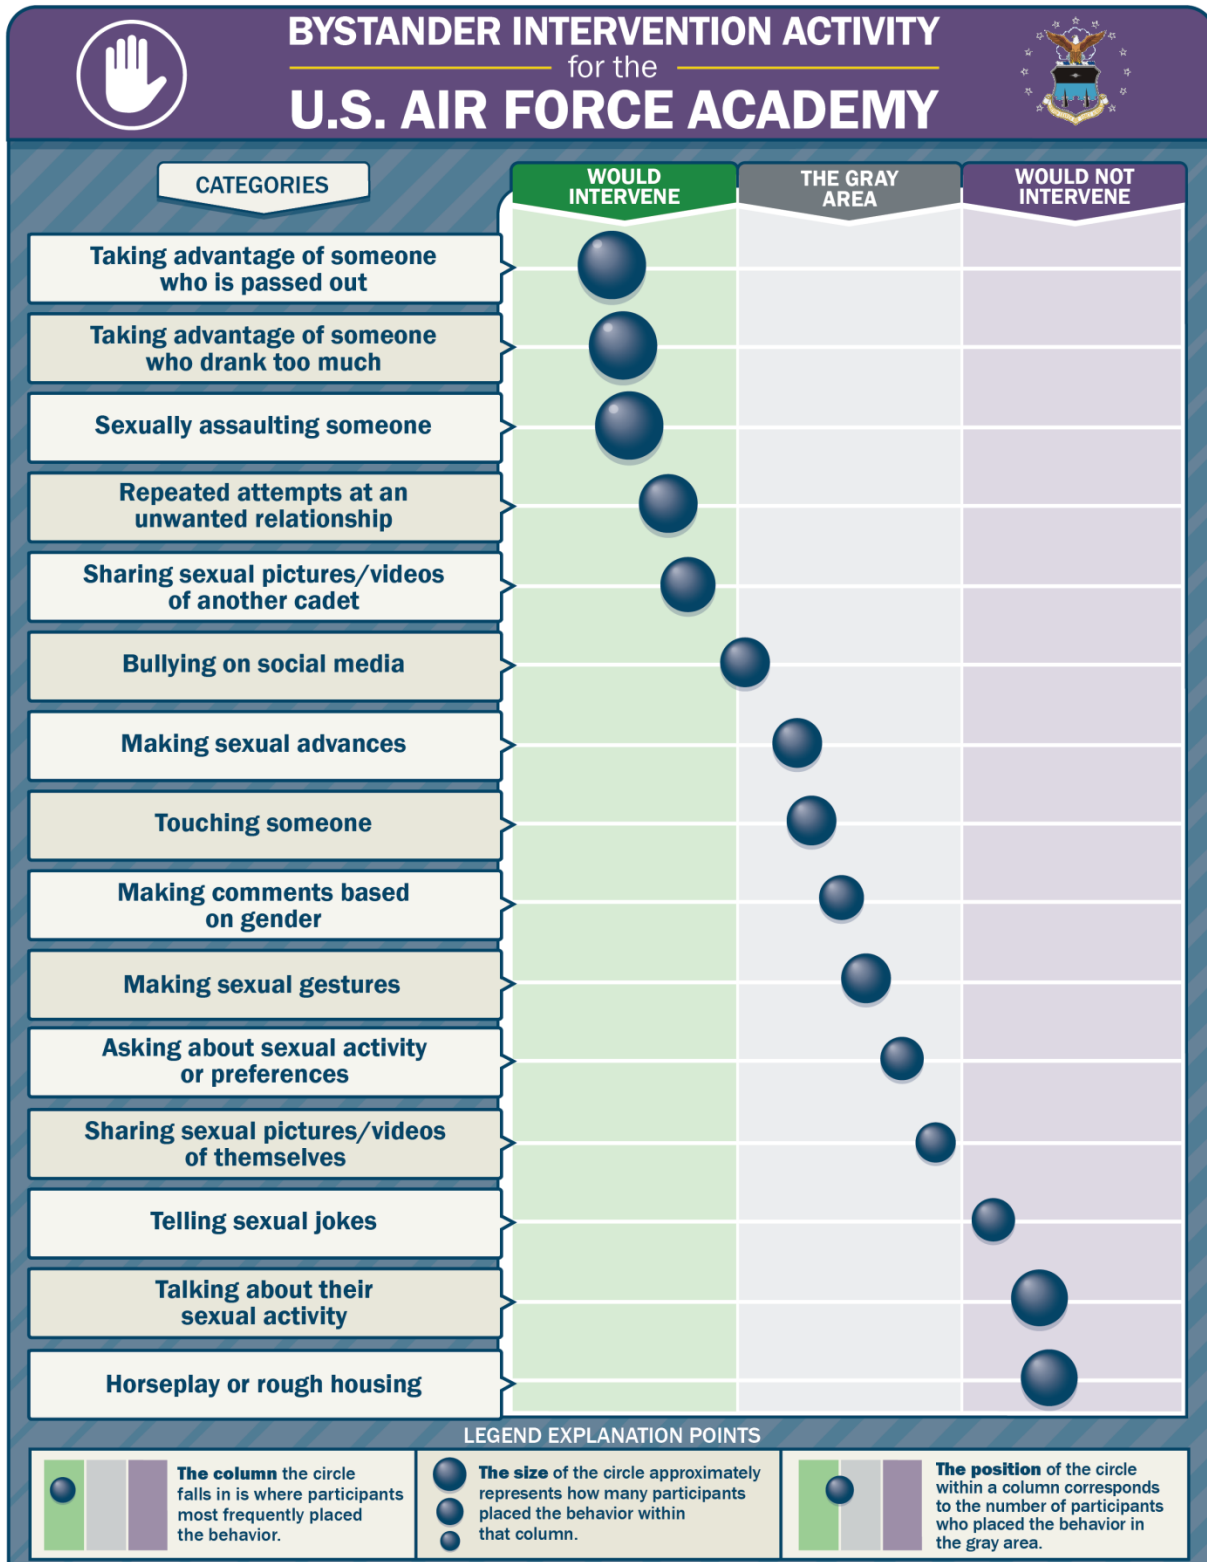 BYSTANDER INTERVENTION ACTIVITY
for the
U.S. AIR FORCE ACADEMY
CATEGORIES
WOULD
INTERVENE
THE GRAY
AREA
WOULD NOT
INTERVENE
Taking advantage of someone
who is passed out
Taking advantage of someone
who drank too much
Sexually assaulting someone
Repeated attempts at an
unwanted relationship
Sharing sexual pictures/videos
of another cadet
Bullying on social media
Making sexual advances
Touching someone
Making comments based
on gender
Making sexual gestures
Asking about sexual activity
or preferences
Sharing sexual pictures/videos
of themselves
Telling sexual jokes
Talking about their
sexual activity
Horseplay or rough housing
LEGEND EXPLANATION POINTS
The column the circle
falls in is where participants
most frequently placed
the behavior.
The size of the circle approximately
represents how many participants
placed the behavior within
that column.
The position of the circle
within a column corresponds
to the number of participants
who placed the behavior in
the gray area.